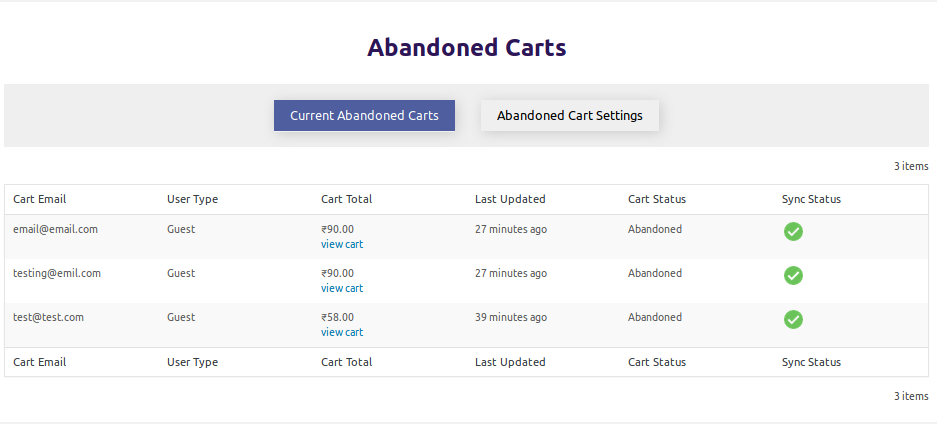 Abandoned Carts
Current Abandoned Carts Abandoned Cart Settings
3 items
Cart Email User Type Cart Total Last Updated Cart Status Sync Status
email@email.com Guest ₹90.00 27 minutes ago Abandoned
view cart
testing@emil.com Guest ₹90.00 27 minutes ago Abandoned
view cart
test@test.com Guest ₹58.00 39 minutes ago Abandoned
view cart
Cart Email User Type Cart Total Last Updated Cart Status Sync Status
3 items